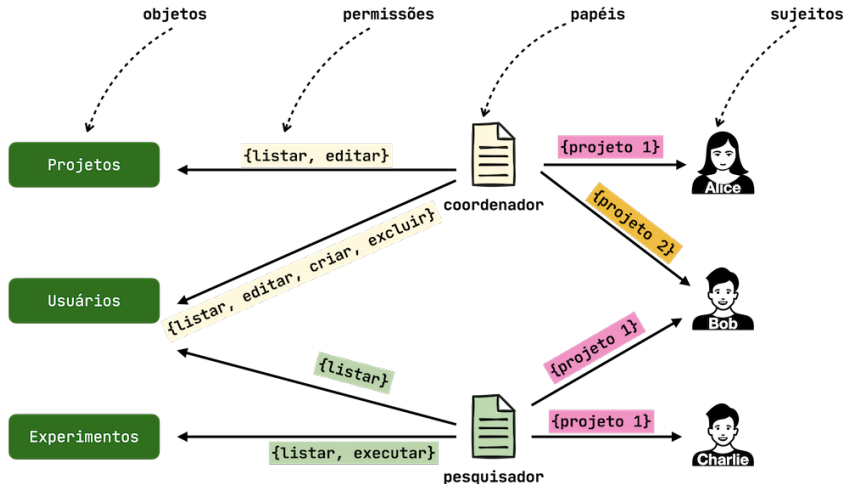 objetos
permissões
papéis
sujeitos
{listar, editar}
{projeto 1}
Projetos
Alice
coordenador
{projeto 2}
{listar, editar, criar, excluir}
Usuários
Bob
{projeto 1}
{listar}
{projeto 1}
Experimentos
{listar, executar}
Charlie
pesquisador